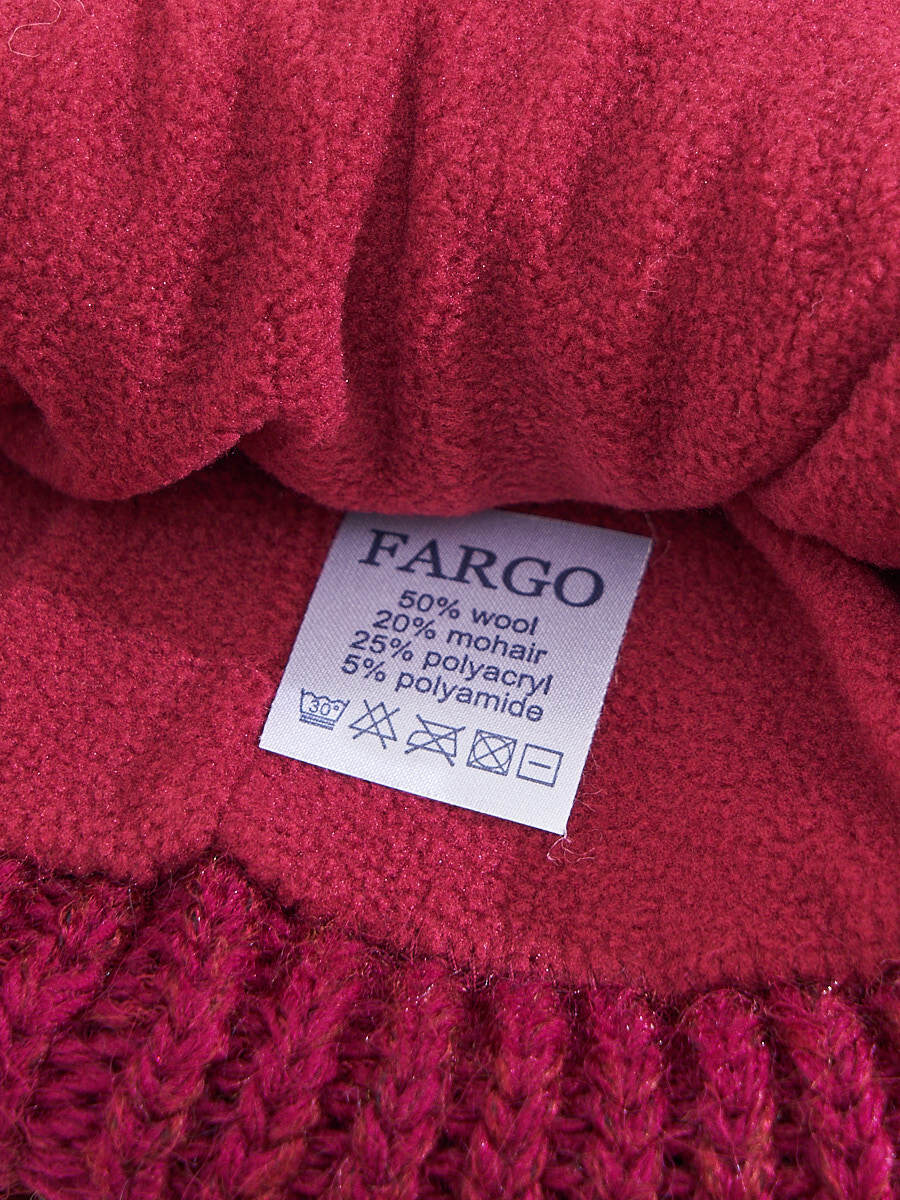 FARGO
50% wool
20% mohair
25% polyacryl
5% polyamide
30°